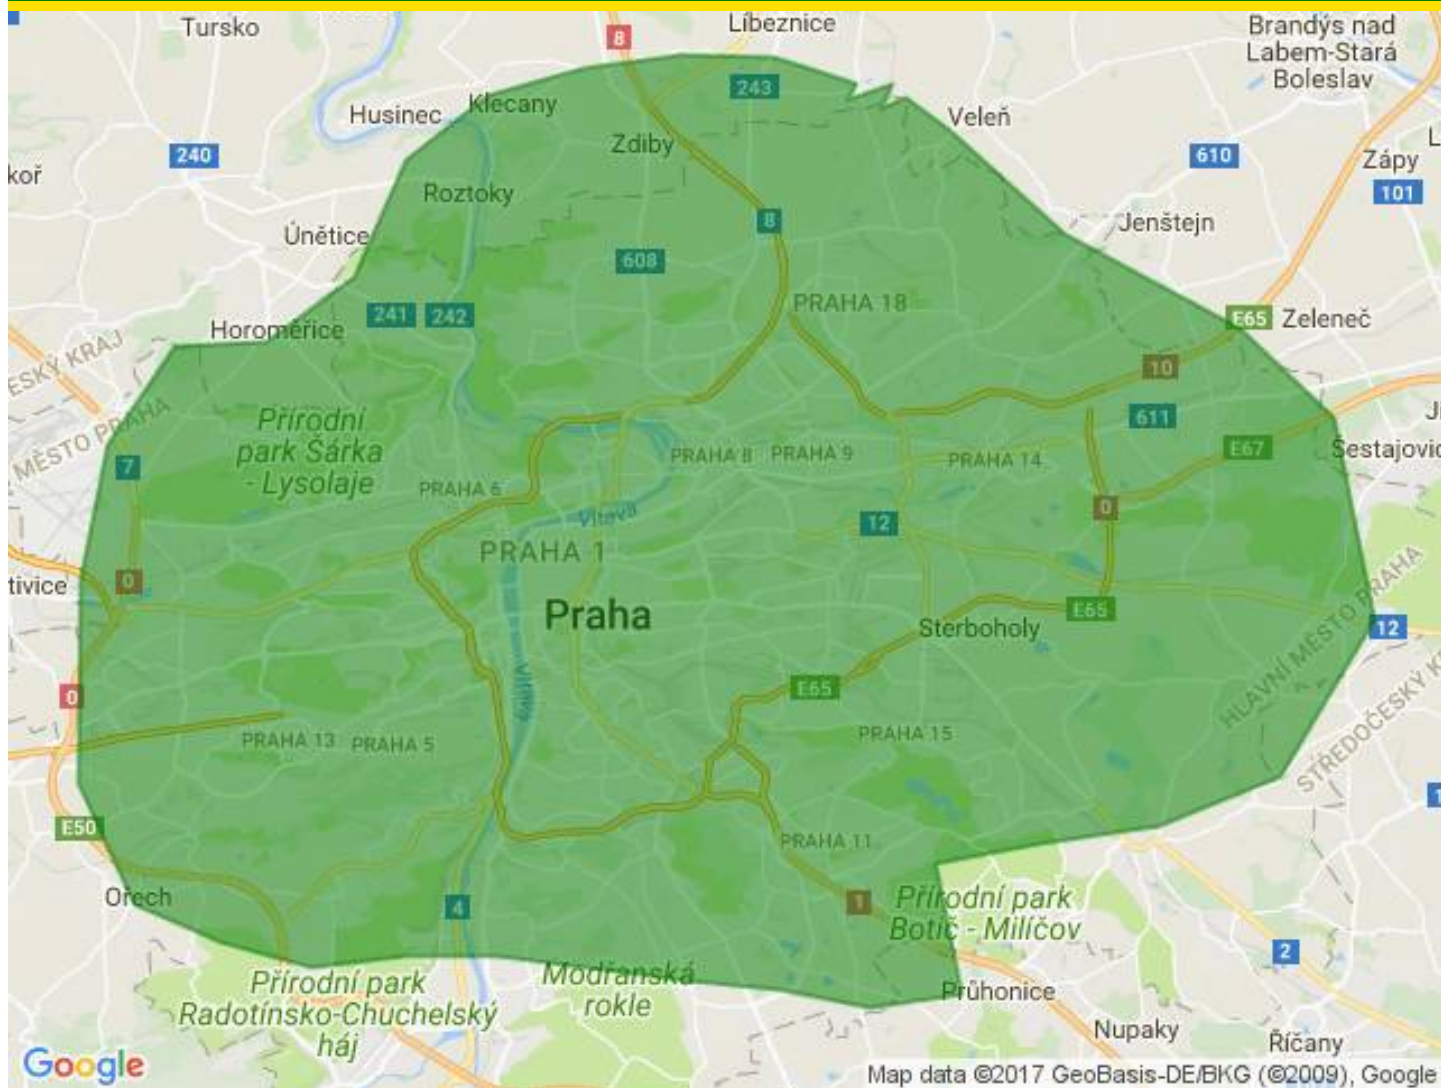 Tursko
8
Líbeznice
Brandýs nad
Labem-Stará
Boleslav
243
Klecany
Husinec
Veleň
Zdiby
240
610
Zápy
101
koř
Roztoky
8
Jenštejn
Únětice
608
PRAHA 18
241
242
E65
Zeleneč
Horoměřice
ESKÝ KRAJ
10
MĚSTO PRAHA
611
Přírodní
park Šárka
- Lysolaje
PRAHA 8
PRAHA 9
PRAHA 14
E67
Šestajovic
7
PRAHA 6
0
Vltava
12
PRAHA 1
tivice
0
Praha
E65
Sterboholy
12
HLAVNÍ MĚSTO PRAHA
Vltava
E65
0
PRAHA 13
PRAHA 5
PRAHA 15
STŘEDOČESKÝ K
1
E50
PRAHA 11
Ořech
4
1
Přírodní park
Botič - Milíčov
2
Přírodní park
Radotínsko-Chuchelský
háj
Modřanská
rokle
Průhonice
Nupaky
Říčany
Google
Map data ©2017 GeoBasis-DE/BKG (©2009), Google